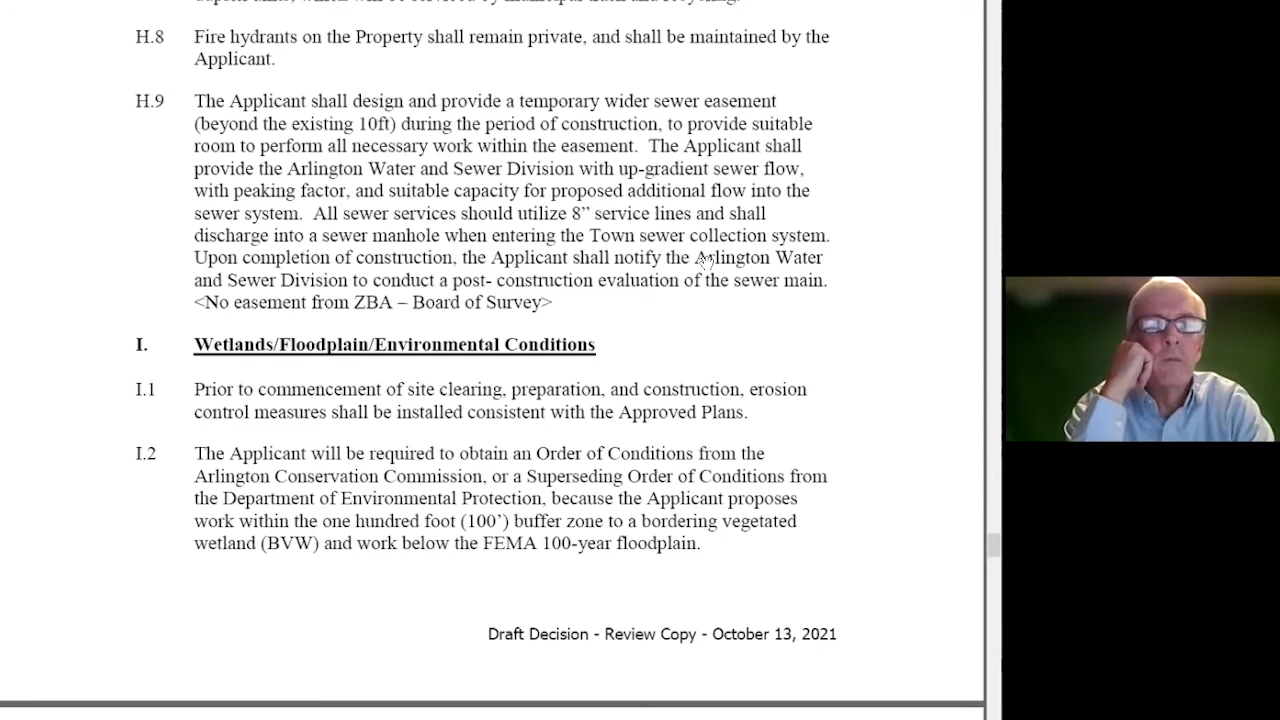 H.8 Fire hydrants on the Property shall remain private, and shall be maintained by the
Applicant.
H.9 The Applicant shall design and provide a temporary wider sewer easement
(beyond the existing 10ft) during the period of construction, to provide suitable
room to perform all necessary work within the easement. The Applicant shall
provide the Arlington Water and Sewer Division with up-gradient sewer flow,
with peaking factor, and suitable capacity for proposed additional flow into the
sewer system. All sewer services should utilize 8” service lines and shall
discharge into a sewer manhole when entering the Town sewer collection system.
Upon completion of construction, the Applicant shall notify the Arlington Water
and Sewer Division to conduct a post- construction evaluation of the sewer main.
<No easement from ZBA – Board of Survey>
I. Wetlands/Floodplain/Environmental Conditions
I.1 Prior to commencement of site clearing, preparation, and construction, erosion
control measures shall be installed consistent with the Approved Plans.
I.2 The Applicant will be required to obtain an Order of Conditions from the
Arlington Conservation Commission, or a Superseding Order of Conditions from
the Department of Environmental Protection, because the Applicant proposes
work within the one hundred foot (100’) buffer zone to a bordering vegetated
wetland (BVW) and work below the FEMA 100-year floodplain.
Draft Decision - Review Copy - October 13, 2021